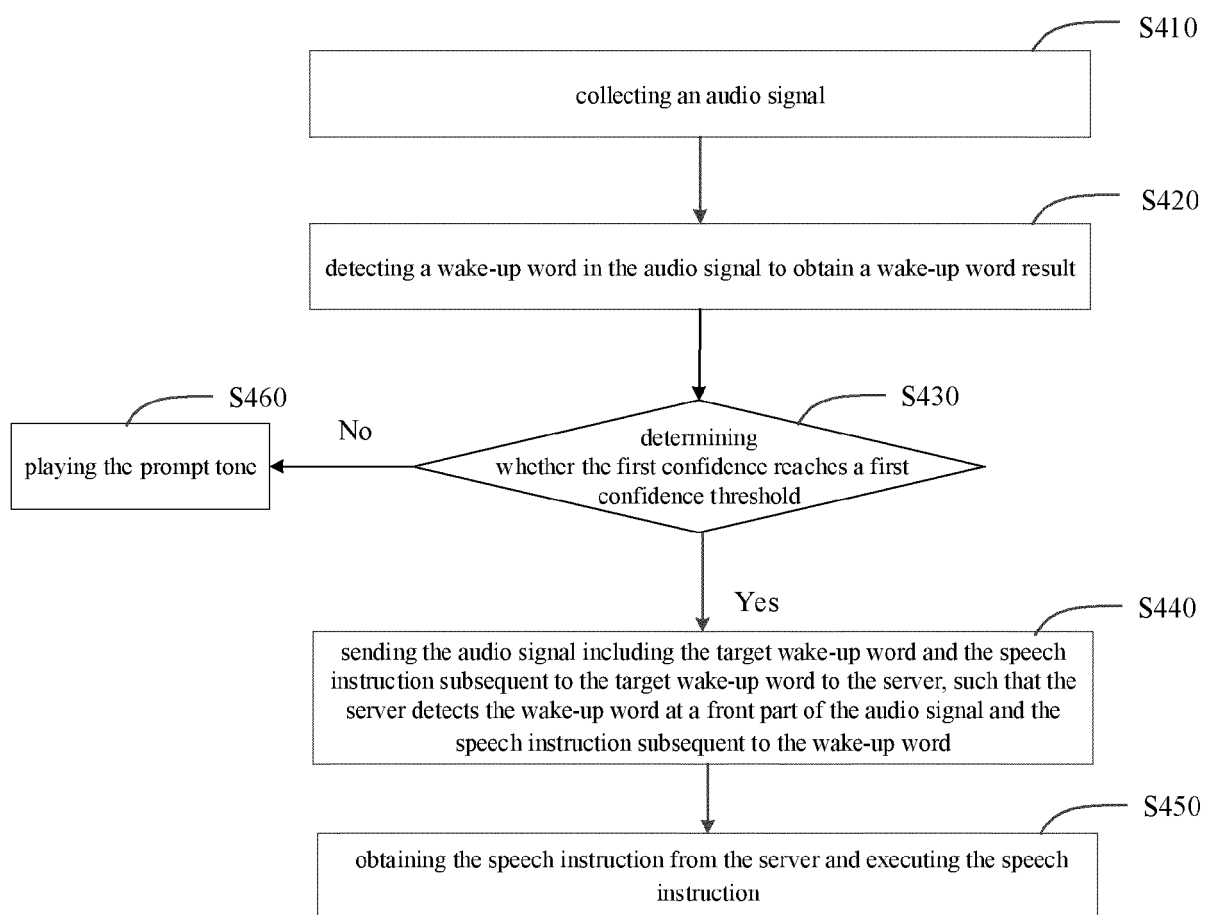 S410
collecting an audio signal
S420
detecting a wake-up word in the audio signal to obtain a wake-up word result
S430
determining
whether the first confidence reaches a first
confidence threshold
No
S460
playing the prompt tone
Yes
S440
sending the audio signal including the target wake-up word and the speech
instruction subsequent to the target wake-up word to the server, such that the
server detects the wake-up word at a front part of the audio signal and the
speech instruction subsequent to the wake-up word
S450
obtaining the speech instruction from the server and executing the speech
instruction